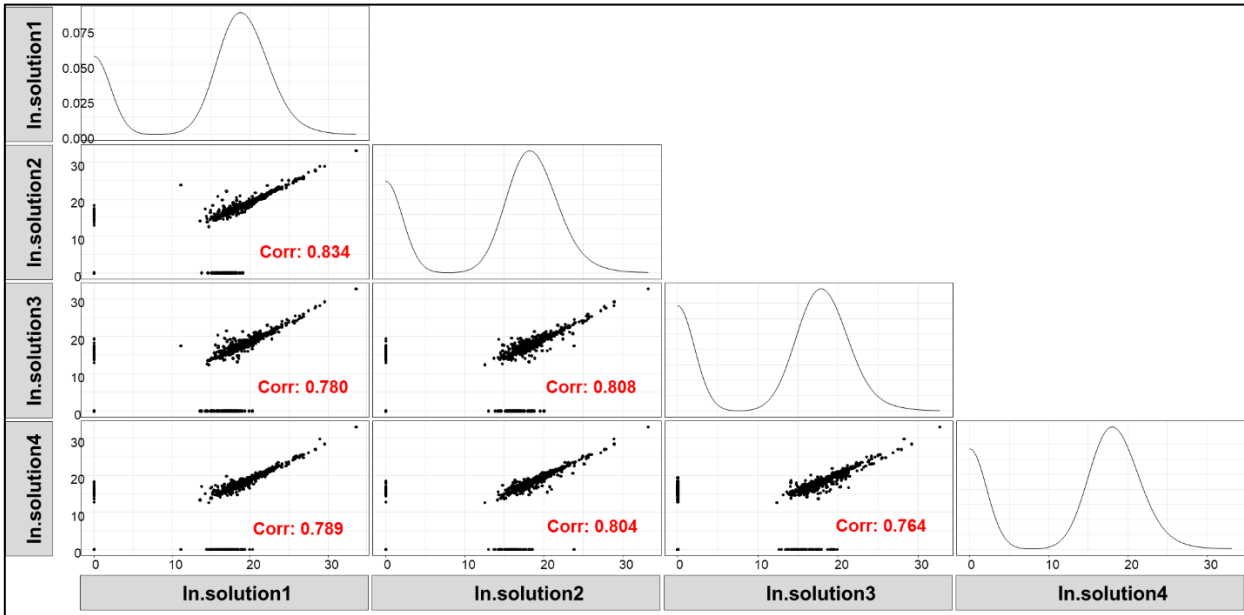 In.solution1
0.075
0.050
0.025
0.000
In.solution2
30
20
10
0
Corr: 0.834
In.solution3
30
20
10
0
Corr: 0.780
Corr: 0.808
In.solution4
30
20
10
0
Corr: 0.789
Corr: 0.804
Corr: 0.764
0 10 20 30 0 10 20 30 0 10 20 30 0 10 20 30
In.solution1 In.solution2 In.solution3 In.solution4